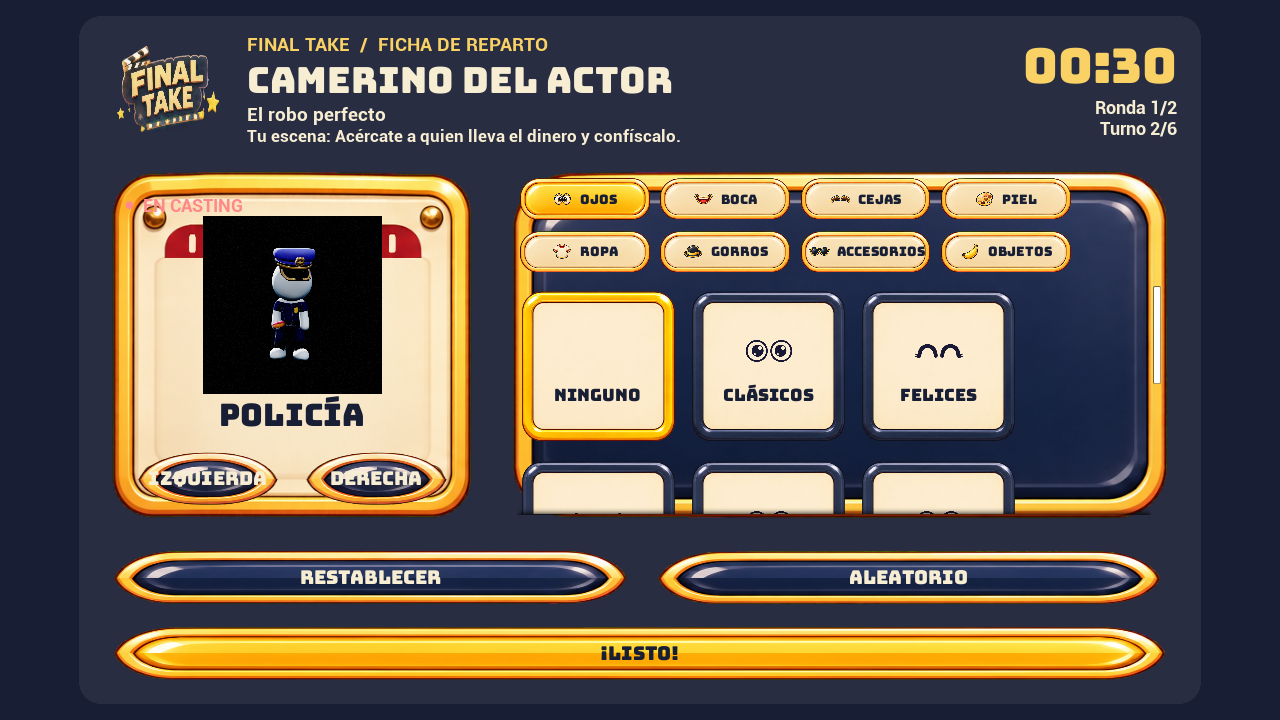 FINAL TAKE
FINAL TAKE / FICHA DE REPARTO
CAMERINO DEL ACTOR
El robo perfecto
Tu escena: Acércate a quien lleva el dinero y confíscalo.
00:30
Ronda 1/2
Turno 2/6
EN CASTING
POLICÍA
IZQUIERDA
DERECHA
OJOS
BOCA
CEJAS
PIEL
ROPA
GORROS
ACCESORIOS
OBJETOS
NINGUNO
CLÁSICOS
FELICES
RESTABLECER
ALEATORIO
¡LISTO!